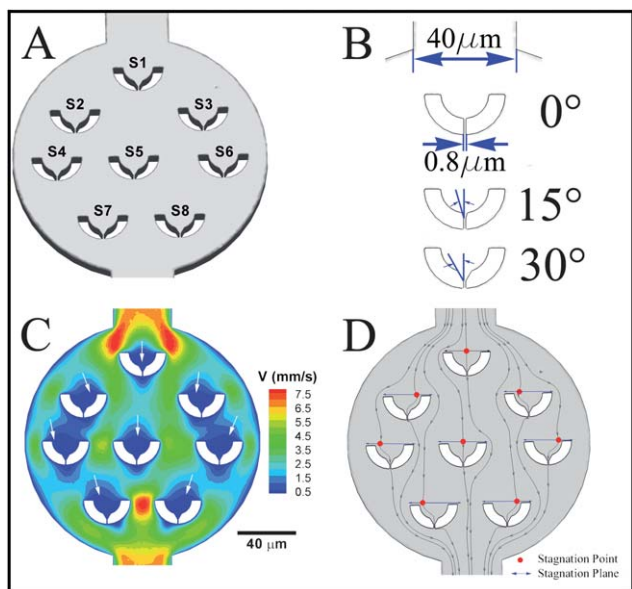 A
S1
S2
S3
S4
S5
S6
S7
S8
B
40μm
0°
0.8μm
15°
30°
C
V (mm/s)
7.5
6.5
5.5
4.5
3.5
2.5
1.5
0.5
40 μm
D
Stagnation Point
Stagnation Plane